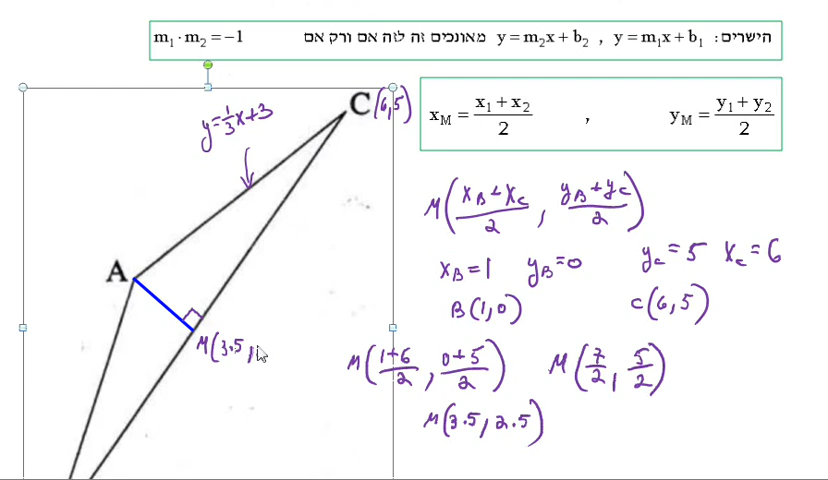 הישרים: y = m₁x + b₁ , y = m₂x + b₂ מאונכים זה לזה אם ורק אם m₁ · m₂ = −1
C(6,5)
y=1/3x+3
x_M = (x₁ + x₂)/2 , y_M = (y₁ + y₂)/2
M((x_B+x_C)/2 , (y_B+y_C)/2)
A
x_B=1 y_B=0 y_C=5 x_C=6
B(1,0) C(6,5)
M(3.5,
M((1+6)/2 , (0+5)/2) M(7/2 , 5/2)
M(3.5, 2.5)